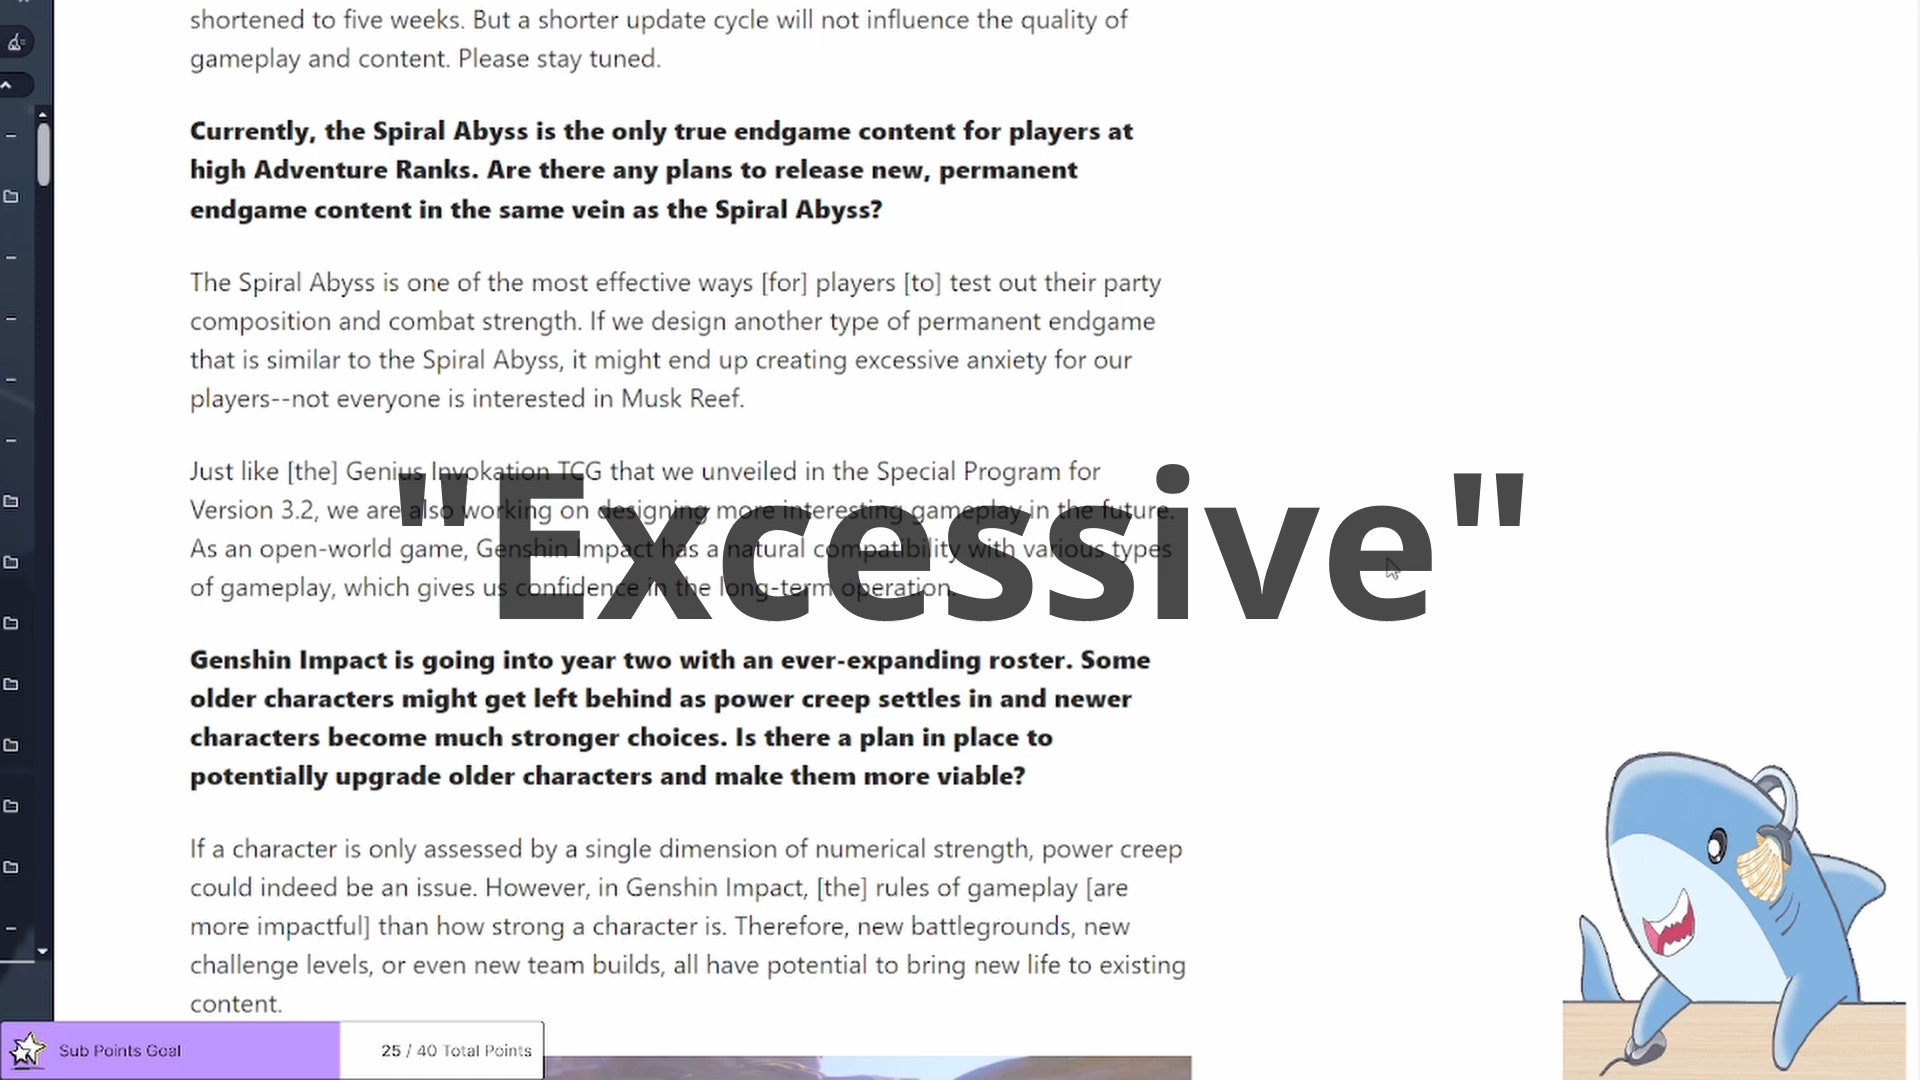 shortened to five weeks. But a shorter update cycle will not influence the quality of
gameplay and content. Please stay tuned.
Currently, the Spiral Abyss is the only true endgame content for players at
high Adventure Ranks. Are there any plans to release new, permanent
endgame content in the same vein as the Spiral Abyss?
The Spiral Abyss is one of the most effective ways [for] players [to] test out their party
composition and combat strength. If we design another type of permanent endgame
that is similar to the Spiral Abyss, it might end up creating excessive anxiety for our
players--not everyone is interested in Musk Reef.
Just like [the] Genius Invokation TCG that we unveiled in the Special Program for
Version 3.2, we are also working on designing more interesting gameplay in the future.
As an open-world game, Genshin Impact has a natural compatibility with various types
of gameplay, which gives us confidence in the long-term operation.
"Excessive"
Genshin Impact is going into year two with an ever-expanding roster. Some
older characters might get left behind as power creep settles in and newer
characters become much stronger choices. Is there a plan in place to
potentially upgrade older characters and make them more viable?
If a character is only assessed by a single dimension of numerical strength, power creep
could indeed be an issue. However, in Genshin Impact, [the] rules of gameplay [are
more impactful] than how strong a character is. Therefore, new battlegrounds, new
challenge levels, or even new team builds, all have potential to bring new life to existing
content.
Sub Points Goal 25 / 40 Total Points